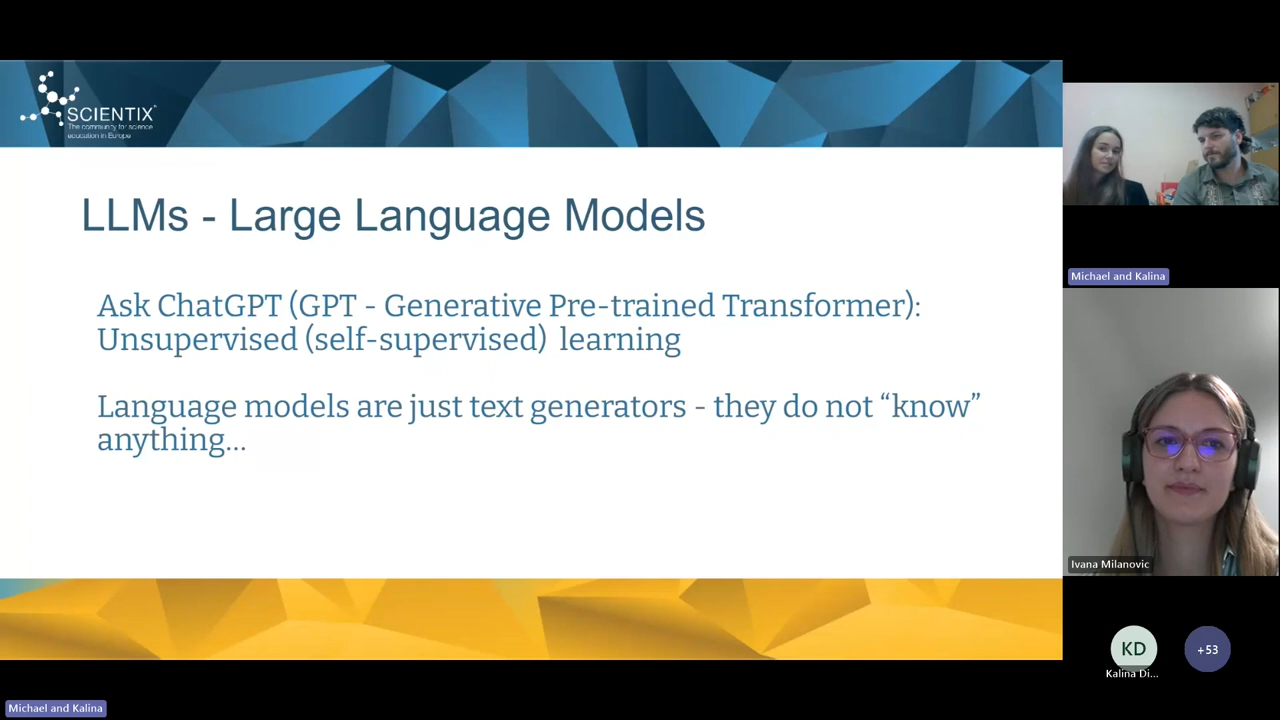 SCIENTIX
The community for science
education in Europe
LLMs - Large Language Models
Ask ChatGPT (GPT - Generative Pre-trained Transformer):
Unsupervised (self-supervised) learning
Language models are just text generators - they do not “know”
anything...
Michael and Kalina
Ivana Milanovic
KD
Kalina Di...
+53
Michael and Kalina